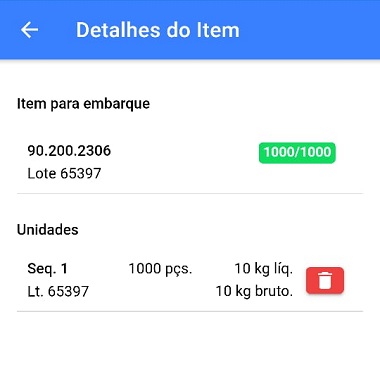 Detalhes do Item
Item para embarque
90.200.2306 1000/1000
Lote 65397
Unidades
Seq. 1 1000 pçs. 10 kg líq.
Lt. 65397 10 kg bruto.